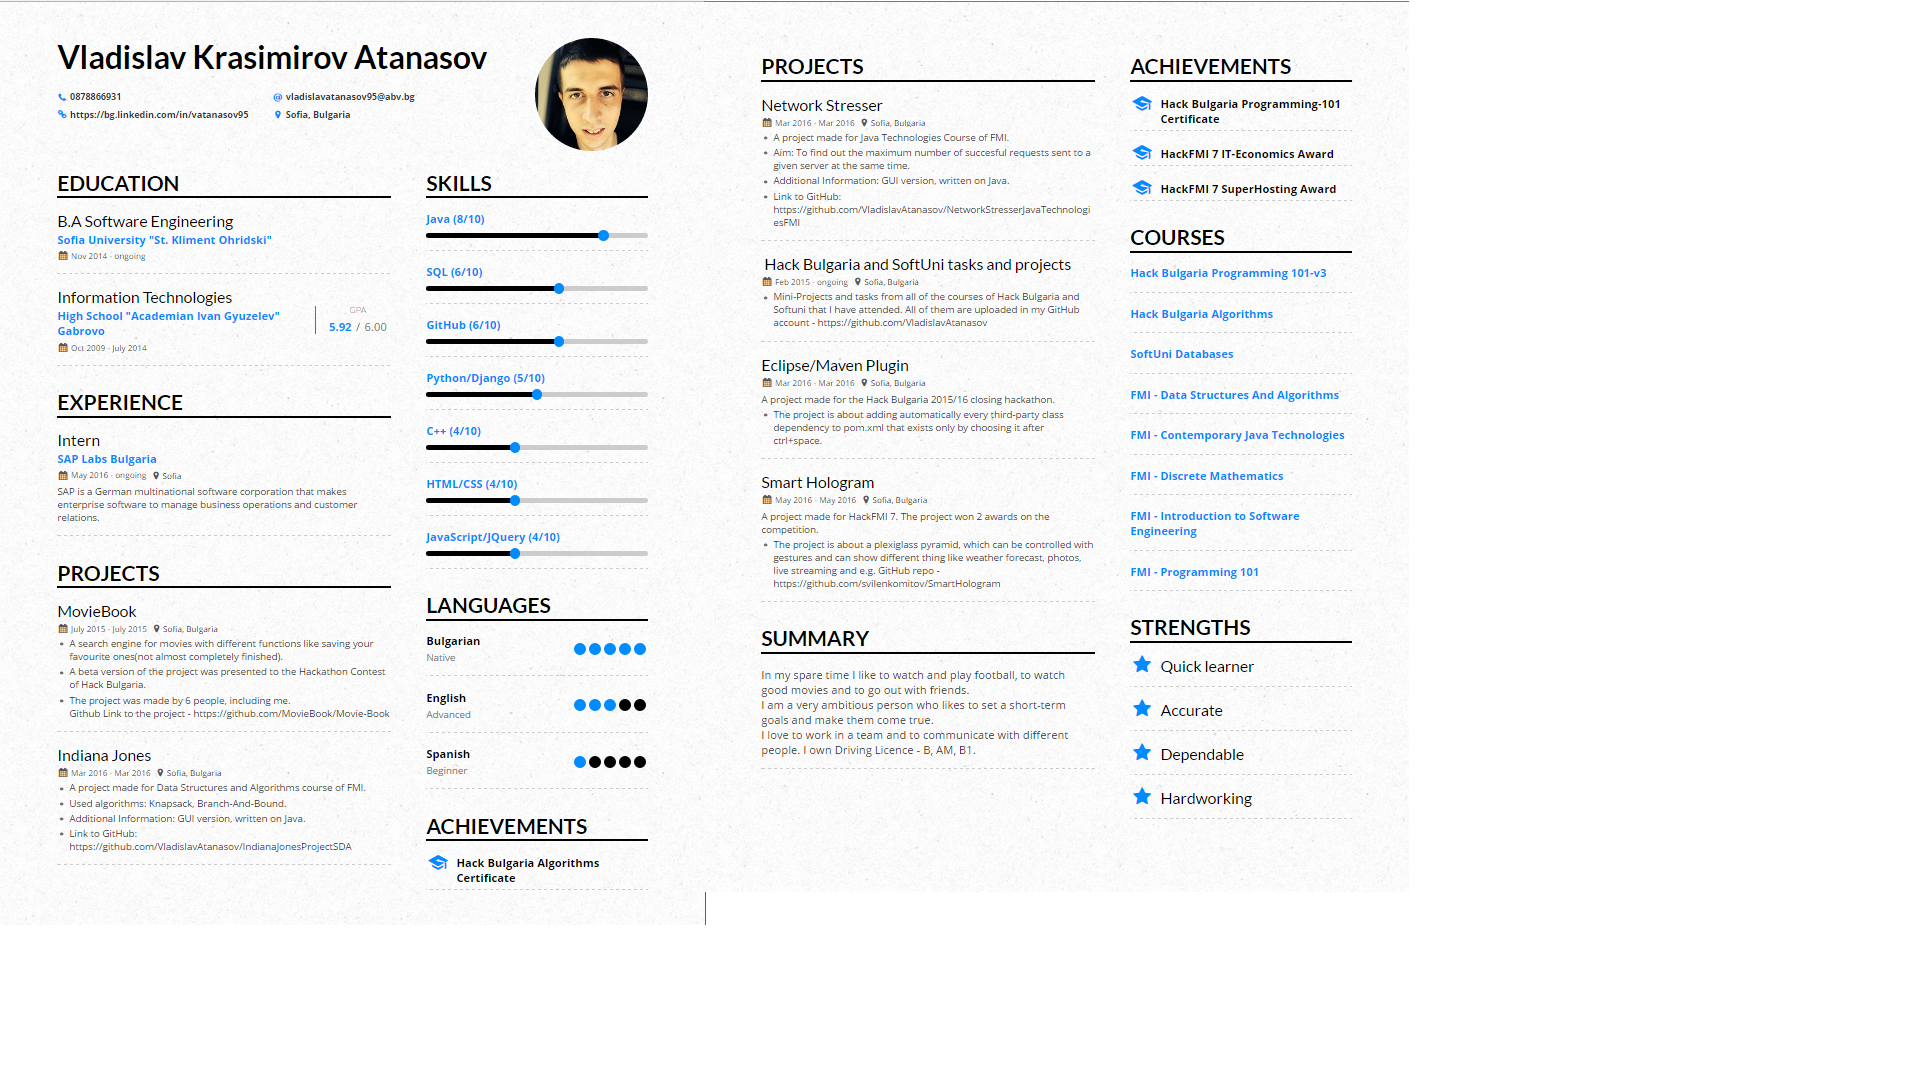 Vladislav Krasimirov Atanasov
0878866931
vladislavatanasov95@abv.bg
https://bg.linkedin.com/in/vatanasov95
Sofia, Bulgaria
EDUCATION
B.A Software Engineering
Sofia University "St. Kliment Ohridski"
Nov 2014 - ongoing
Information Technologies
High School "Academian Ivan Gyuzelev"
Gabrovo
GPA
5.92 / 6.00
Oct 2009 - July 2014
EXPERIENCE
Intern
SAP Labs Bulgaria
May 2016 - ongoing Sofia
SAP is a German multinational software corporation that makes
enterprise software to manage business operations and customer
relations.
PROJECTS
MovieBook
July 2015 - July 2015 Sofia, Bulgaria
• A search engine for movies with different functions like saving your
favourite ones(not almost completely finished).
• A beta version of the project was presented to the Hackathon Contest
of Hack Bulgaria.
• The project was made by 6 people, including me.
Github Link to the project - https://github.com/MovieBook/Movie-Book
Indiana Jones
Mar 2016 - Mar 2016 Sofia, Bulgaria
• A project made for Data Structures and Algorithms course of FMI.
• Used algorithms: Knapsack, Branch-And-Bound.
• Additional Information: GUI version, written on Java.
• Link to GitHub:
https://github.com/VladislavAtanasov/IndianaJonesProjectSDA
SKILLS
Java (8/10)
SQL (6/10)
GitHub (6/10)
Python/Django (5/10)
C++ (4/10)
HTML/CSS (4/10)
JavaScript/JQuery (4/10)
LANGUAGES
Bulgarian
Native
English
Advanced
Spanish
Beginner
ACHIEVEMENTS
Hack Bulgaria Algorithms
Certificate
PROJECTS
Network Stresser
Mar 2016 - Mar 2016 Sofia, Bulgaria
• A project made for Java Technologies Course of FMI.
• Aim: To find out the maximum number of succesful requests sent to a
given server at the same time.
• Additional Information: GUI version, written on Java.
• Link to GitHub:
https://github.com/VladislavAtanasov/NetworkStresserJavaTechnologi
esFMI
Hack Bulgaria and SoftUni tasks and projects
Feb 2015 - ongoing Sofia, Bulgaria
• Mini-Projects and tasks from all of the courses of Hack Bulgaria and
Softuni that I have attended. All of them are uploaded in my GitHub
account - https://github.com/VladislavAtanasov
Eclipse/Maven Plugin
Mar 2016 - Mar 2016 Sofia, Bulgaria
A project made for the Hack Bulgaria 2015/16 closing hackathon.
• The project is about adding automatically every third-party class
dependency to pom.xml that exists only by choosing it after
ctrl+space.
Smart Hologram
May 2016 - May 2016 Sofia, Bulgaria
A project made for HackFMI 7. The project won 2 awards on the
competition.
• The project is about a plexiglass pyramid, which can be controlled with
gestures and can show different thing like weather forecast, photos,
live streaming and e.g. GitHub repo -
https://github.com/svilenkomitov/SmartHologram
SUMMARY
In my spare time I like to watch and play football, to watch
good movies and to go out with friends.
I am a very ambitious person who likes to set a short-term
goals and make them come true.
I love to work in a team and to communicate with different
people. I own Driving Licence - B, AM, B1.
ACHIEVEMENTS
Hack Bulgaria Programming-101
Certificate
HackFMI 7 IT-Economics Award
HackFMI 7 SuperHosting Award
COURSES
Hack Bulgaria Programming 101-v3
Hack Bulgaria Algorithms
SoftUni Databases
FMI - Data Structures And Algorithms
FMI - Contemporary Java Technologies
FMI - Discrete Mathematics
FMI - Introduction to Software
Engineering
FMI - Programming 101
STRENGTHS
Quick learner
Accurate
Dependable
Hardworking